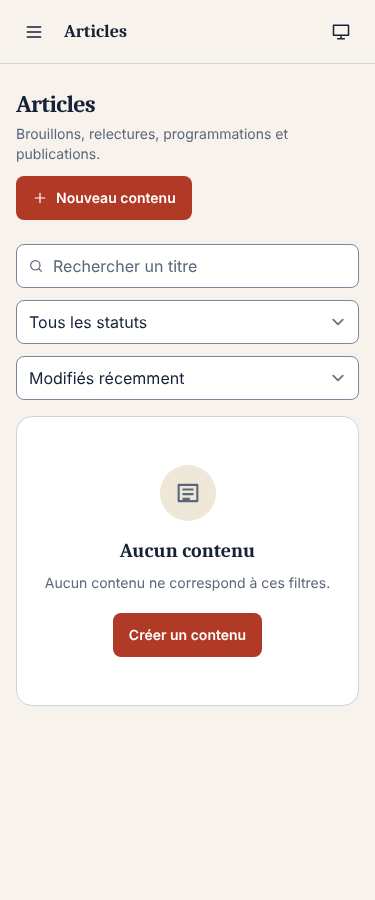 Articles
Articles
Brouillons, relectures, programmations et
publications.
Nouveau contenu
Rechercher un titre
Tous les statuts
Modifiés récemment
Aucun contenu
Aucun contenu ne correspond à ces filtres.
Créer un contenu